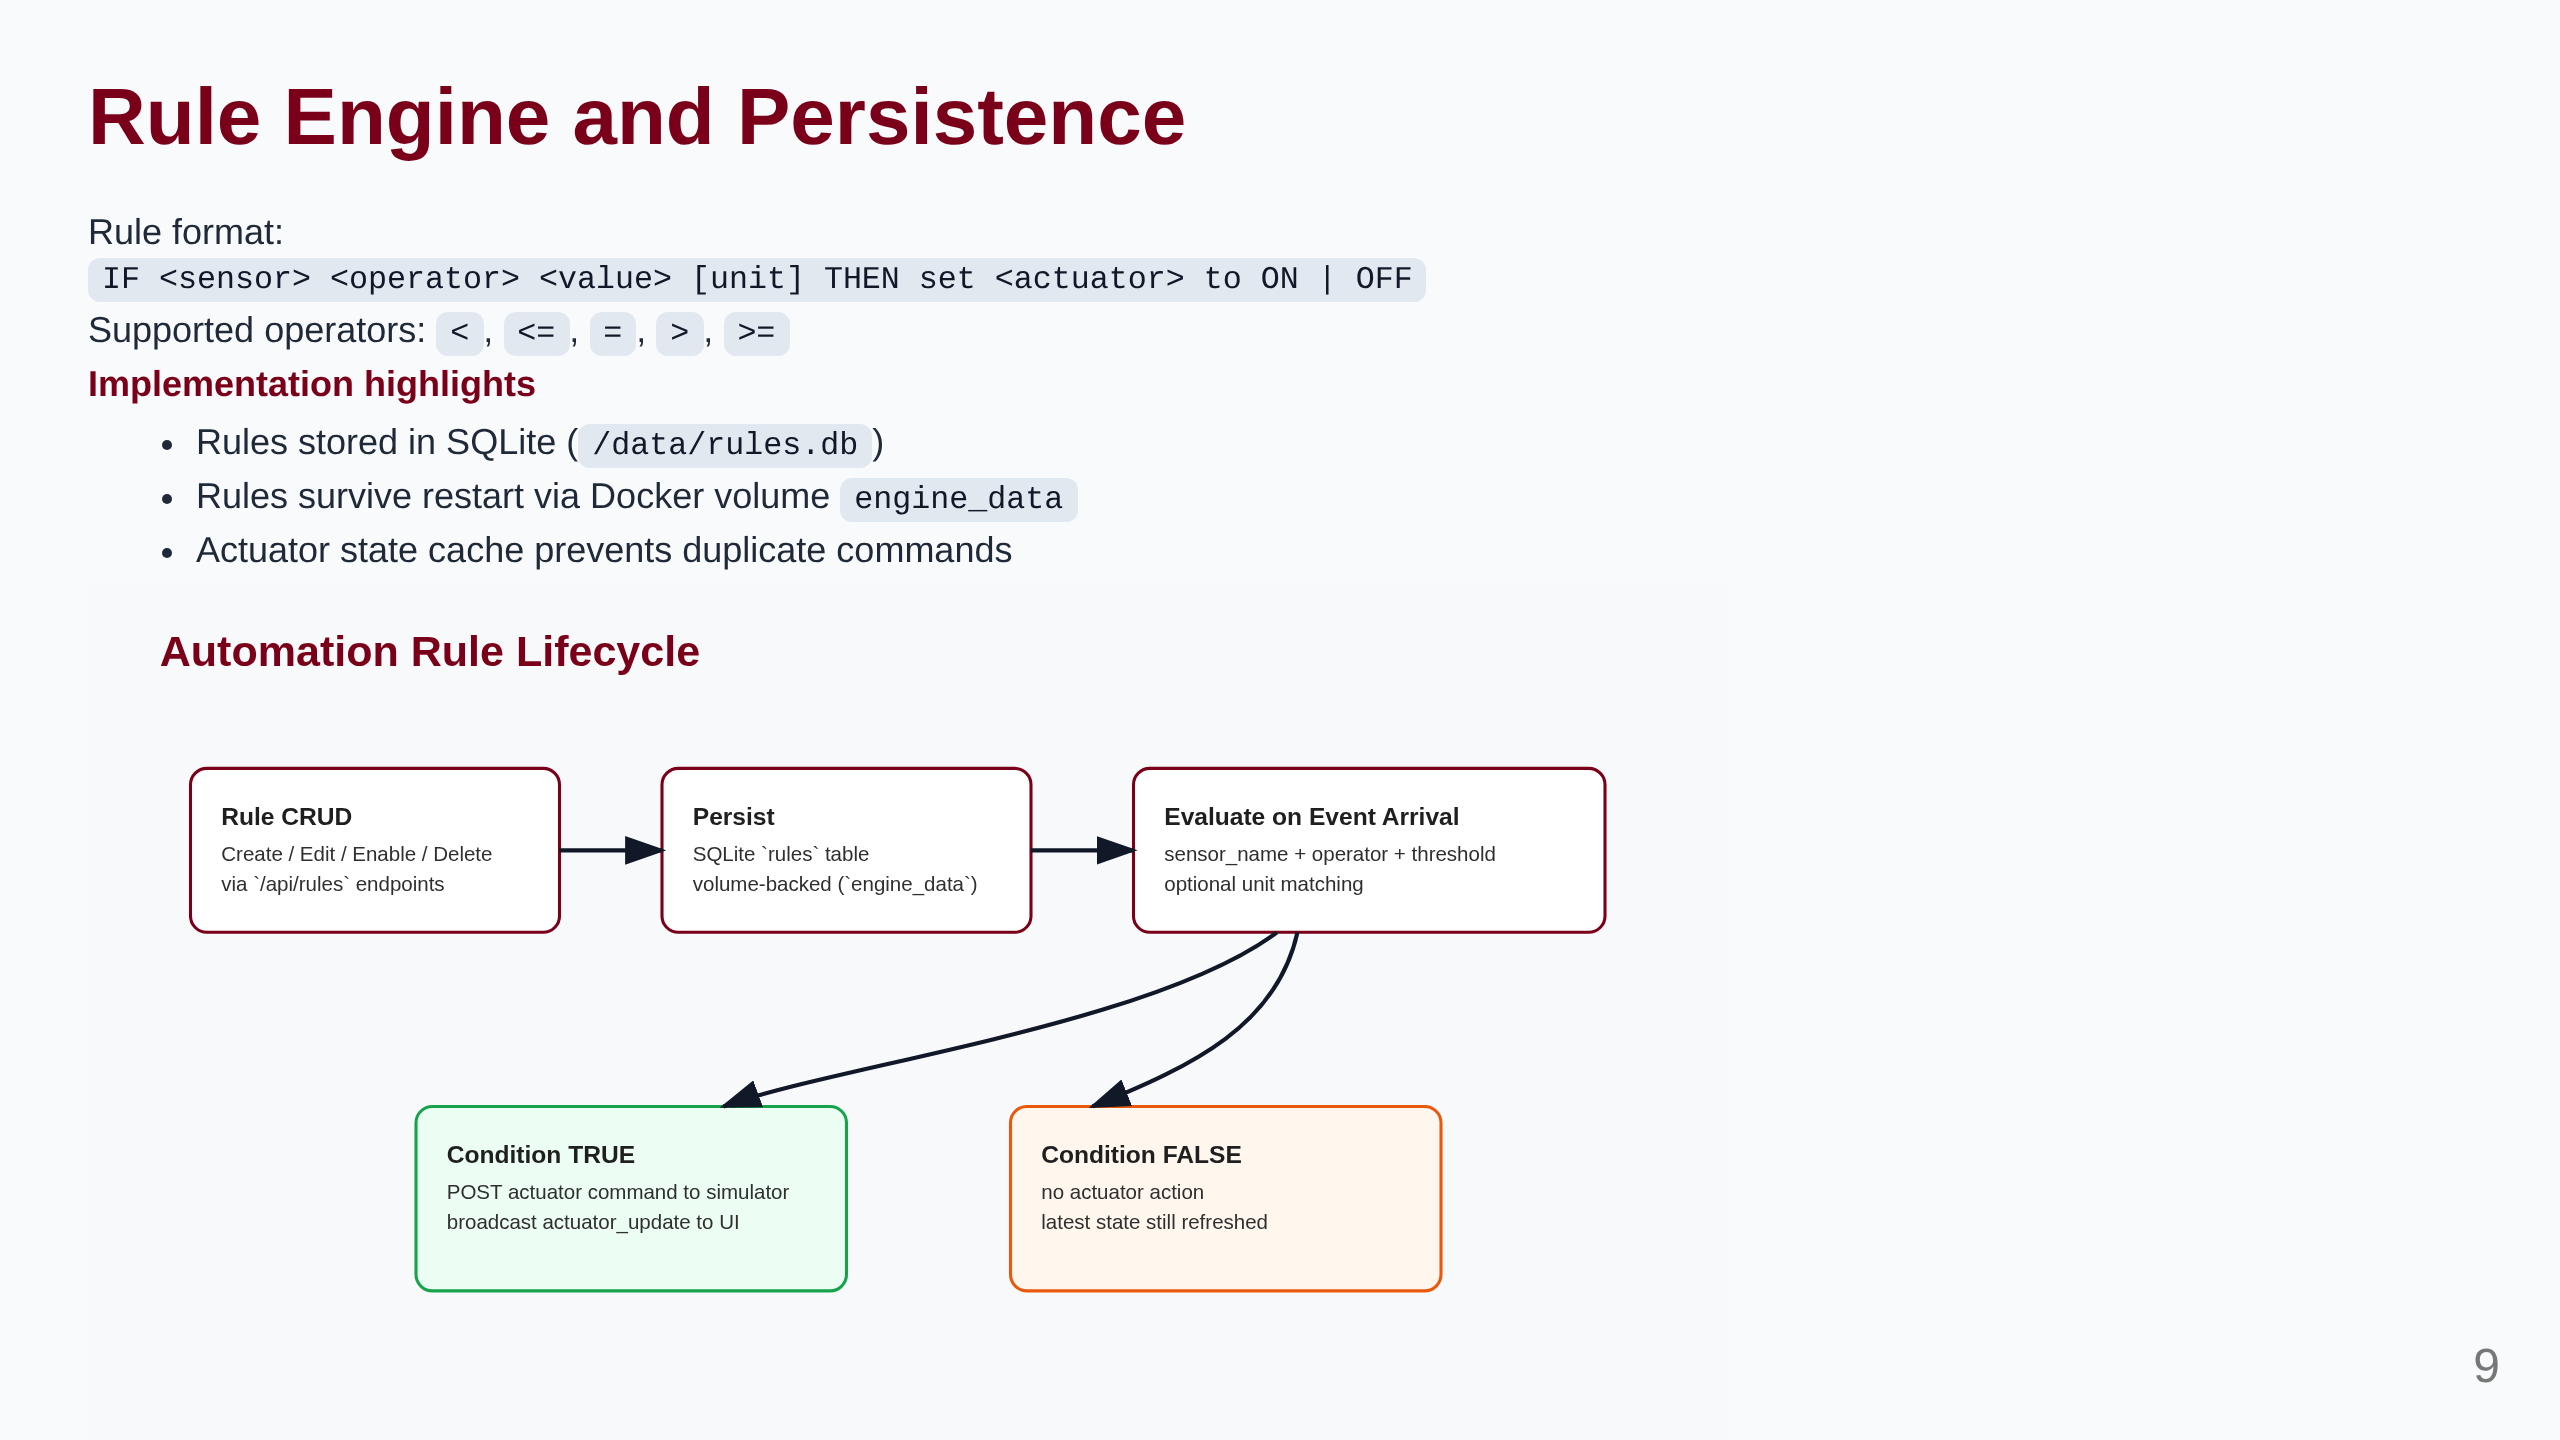 Rule Engine and Persistence
Rule format:
IF <sensor> <operator> <value> [unit] THEN set <actuator> to ON | OFF
Supported operators: <, <=, =, >, >=
Implementation highlights
• Rules stored in SQLite (/data/rules.db)
• Rules survive restart via Docker volume engine_data
• Actuator state cache prevents duplicate commands
Automation Rule Lifecycle
Rule CRUD
Create / Edit / Enable / Delete
via `/api/rules` endpoints
Persist
SQLite `rules` table
volume-backed (`engine_data`)
Evaluate on Event Arrival
sensor_name + operator + threshold
optional unit matching
Condition TRUE
POST actuator command to simulator
broadcast actuator_update to UI
Condition FALSE
no actuator action
latest state still refreshed
9